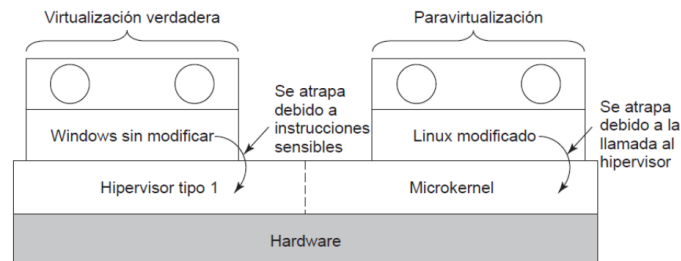 Virtualización verdadera
Paravirtualización
Se atrapa
debido a
instrucciones
sensibles
Se atrapa
debido a la
llamada al
hipervisor
Windows sin modificar
Linux modificado
Hipervisor tipo 1
Microkernel
Hardware